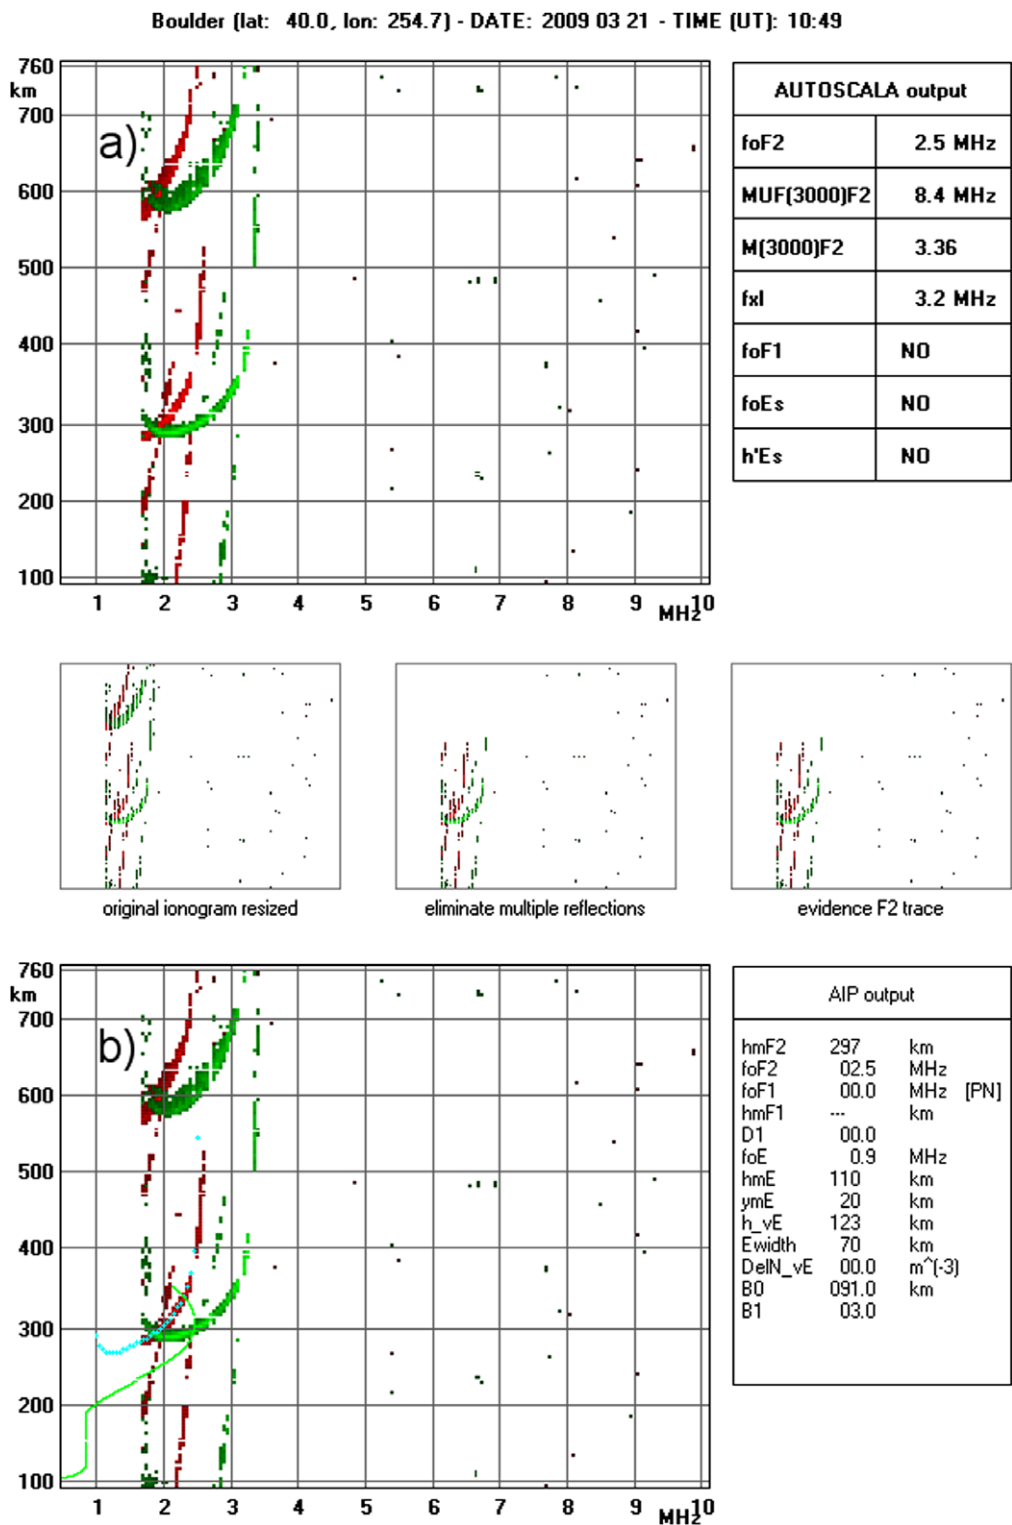 Boulder (lat: 40.0, lon: 254.7) - DATE: 2009 03 21 - TIME (UT): 10:49
760
km
700
600
500
400
300
200
100
a)
1 2 3 4 5 6 7 8 9 10
MHz
AUTOSCALA output
foF2 2.5 MHz
MUF(3000)F2 8.4 MHz
M(3000)F2 3.36
fxI 3.2 MHz
foF1 NO
foEs NO
h'Es NO
original ionogram resized
eliminate multiple reflections
evidence F2 trace
760
km
700
600
500
400
300
200
100
b)
1 2 3 4 5 6 7 8 9 10
MHz
AIP output
hmF2 297 km
foF2 02.5 MHz
foF1 00.0 MHz [PN]
hmF1 --- km
D1 00.0
foE 0.9 MHz
hmE 110 km
ymE 20 km
h_vE 123 km
Ewidth 70 km
DelN_vE 00.0 m^(-3)
B0 091.0 km
B1 03.0